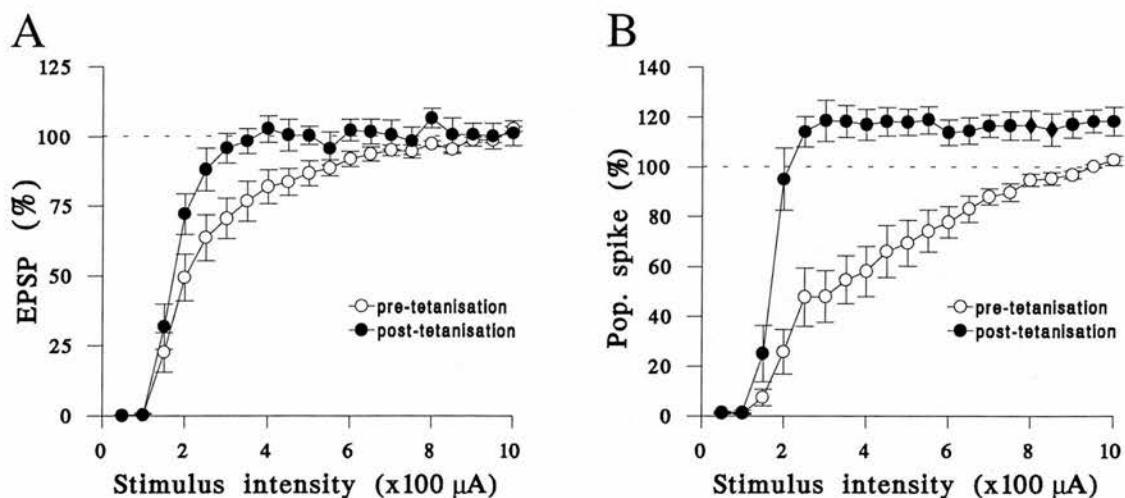 A
EPSP (%)
125
100
75
50
25
0
pre-tetanisation
post-tetanisation
0 2 4 6 8 10
Stimulus intensity (x100 μA)
B
Pop. spike (%)
140
120
100
80
60
40
20
0
pre-tetanisation
post-tetanisation
0 2 4 6 8 10
Stimulus intensity (x100 μA)